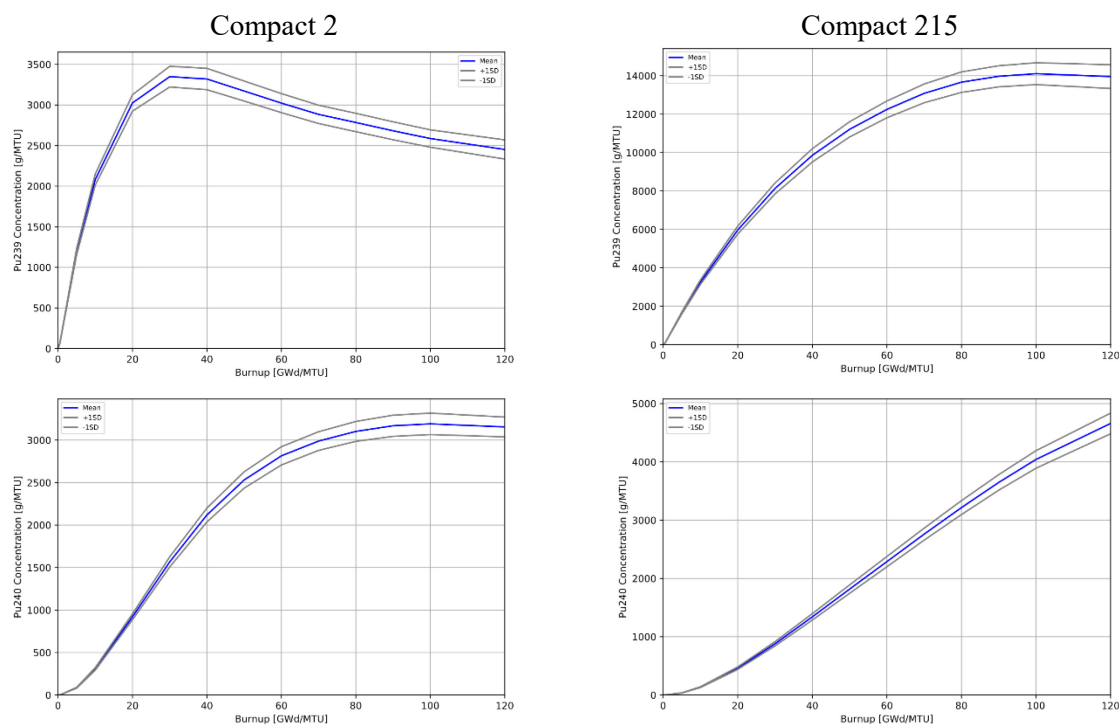 Compact 2
Compact 215
Pu239 Concentration [g/MTU]
3500
3000
2500
2000
1500
1000
500
0
Mean
+1SD
-1SD
0 20 40 60 80 100 120
Burnup [GWd/MTU]
Pu239 Concentration [g/MTU]
14000
12000
10000
8000
6000
4000
2000
0
Mean
+1SD
-1SD
0 20 40 60 80 100 120
Burnup [GWd/MTU]
Pu240 Concentration [g/MTU]
3000
2500
2000
1500
1000
500
0
Mean
+1SD
-1SD
0 20 40 60 80 100 120
Burnup [GWd/MTU]
Pu240 Concentration [g/MTU]
5000
4000
3000
2000
1000
0
Mean
+1SD
-1SD
0 20 40 60 80 100 120
Burnup [GWd/MTU]